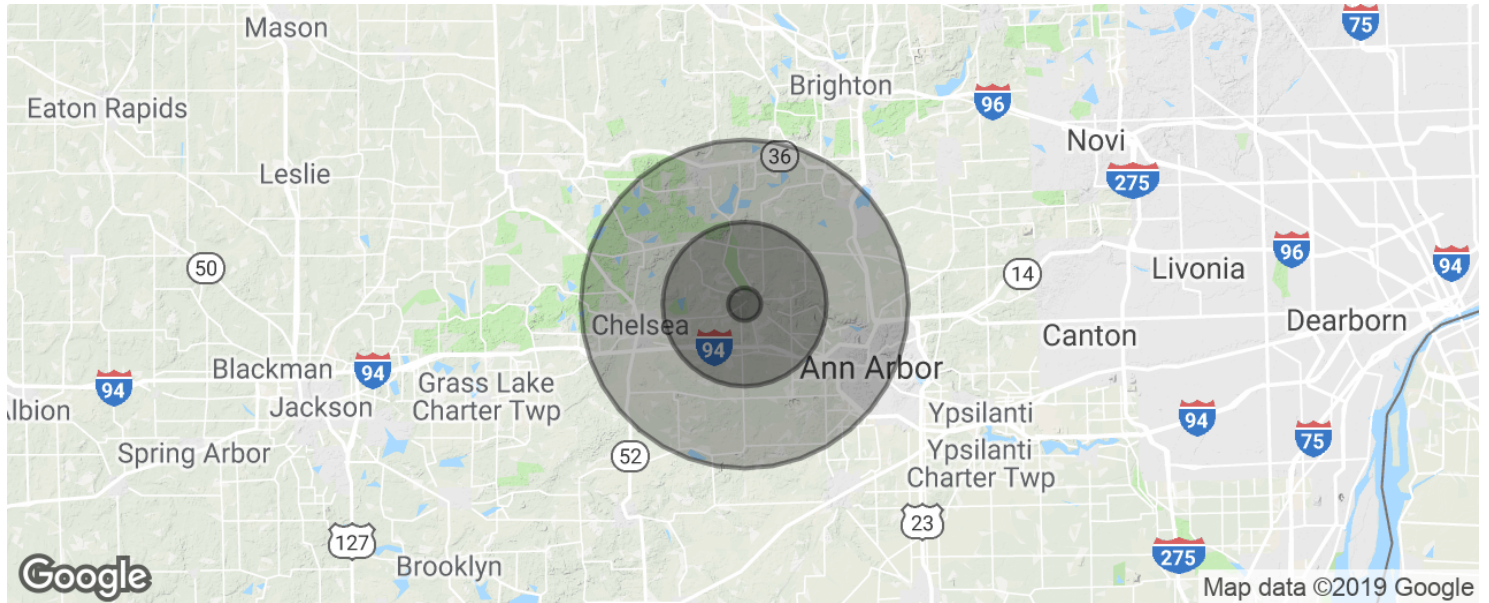 Mason
75
Eaton Rapids
Brighton
96
36
Novi
Leslie
275
50
14
96
94
Livonia
Chelsea
94
Dearborn
Canton
Blackman
94
Ann Arbor
94
Grass Lake
Charter Twp
lbion
Jackson
Ypsilanti
94
75
Spring Arbor
52
Ypsilanti
Charter Twp
23
127
275
Brooklyn
Google
Map data ©2019 Google